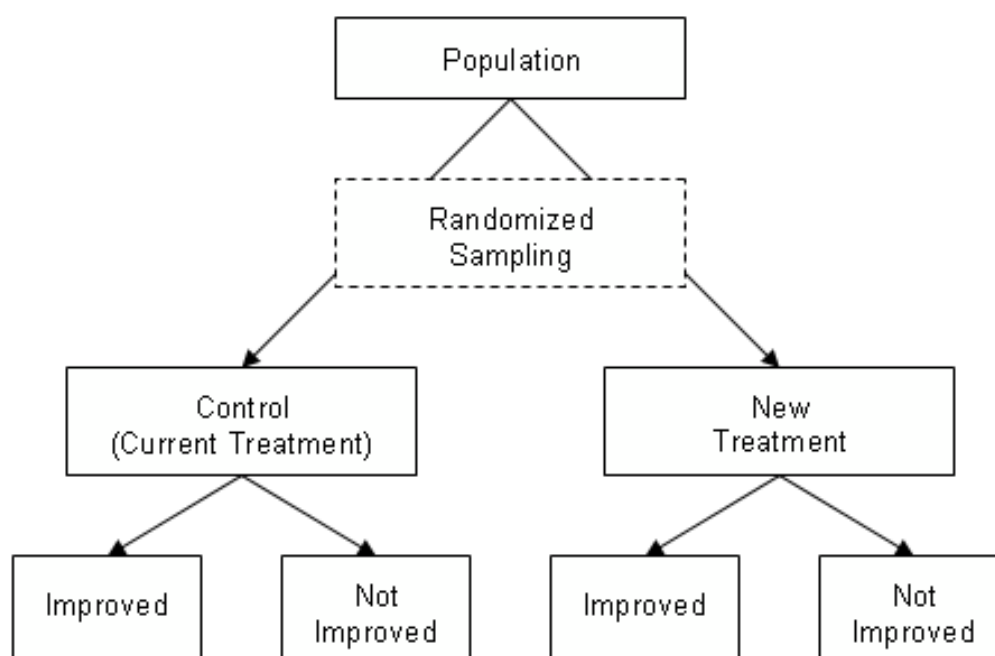 Population
Randomized
Sampling
Control
(Current Treatment)
New
Treatment
Improved
Not
Improved
Improved
Not
Improved